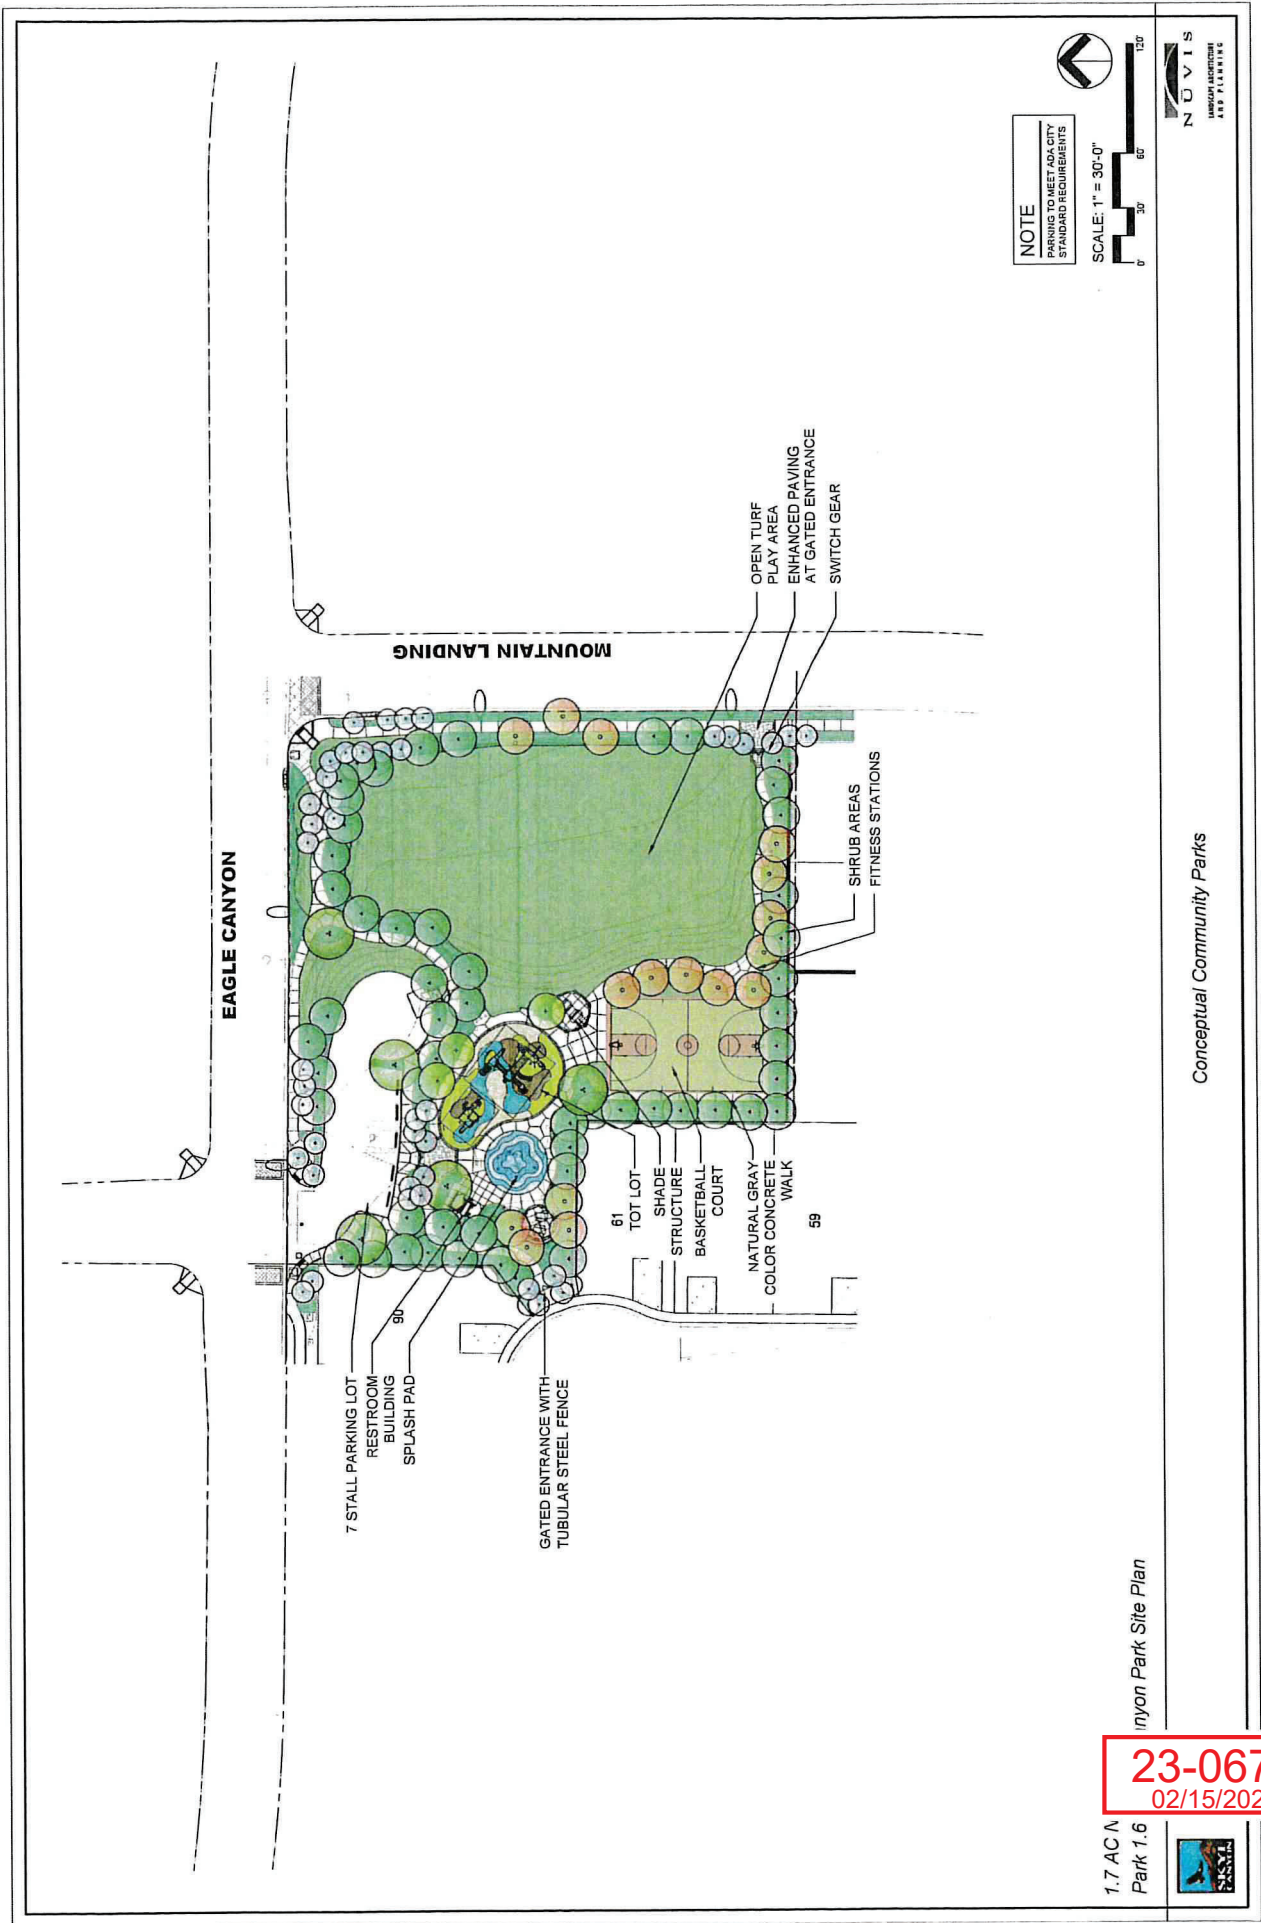 EAGLE CANYON
MOUNTAIN LANDING
7 STALL PARKING LOT
RESTROOM
BUILDING
SPLASH PAD
GATED ENTRANCE WITH
TUBULAR STEEL FENCE
90
61
TOT LOT
SHADE
STRUCTURE
BASKETBALL
COURT
NATURAL GRAY
COLOR CONCRETE
WALK
59
SHRUB AREAS
FITNESS STATIONS
OPEN TURF
PLAY AREA
ENHANCED PAVING
AT GATED ENTRANCE
SWITCH GEAR
NOTE
PARKING TO MEET ADA CITY
STANDARD REQUIREMENTS
SCALE: 1" = 30'-0"
0' 30' 60' 120'
1.7 AC N
nyon Park Site Plan
Park 1.6
Conceptual Community Parks
NUVIS
LANDSCAPE ARCHITECTURE
AND PLANNING
SKYE
CANYON
23-067
02/15/202